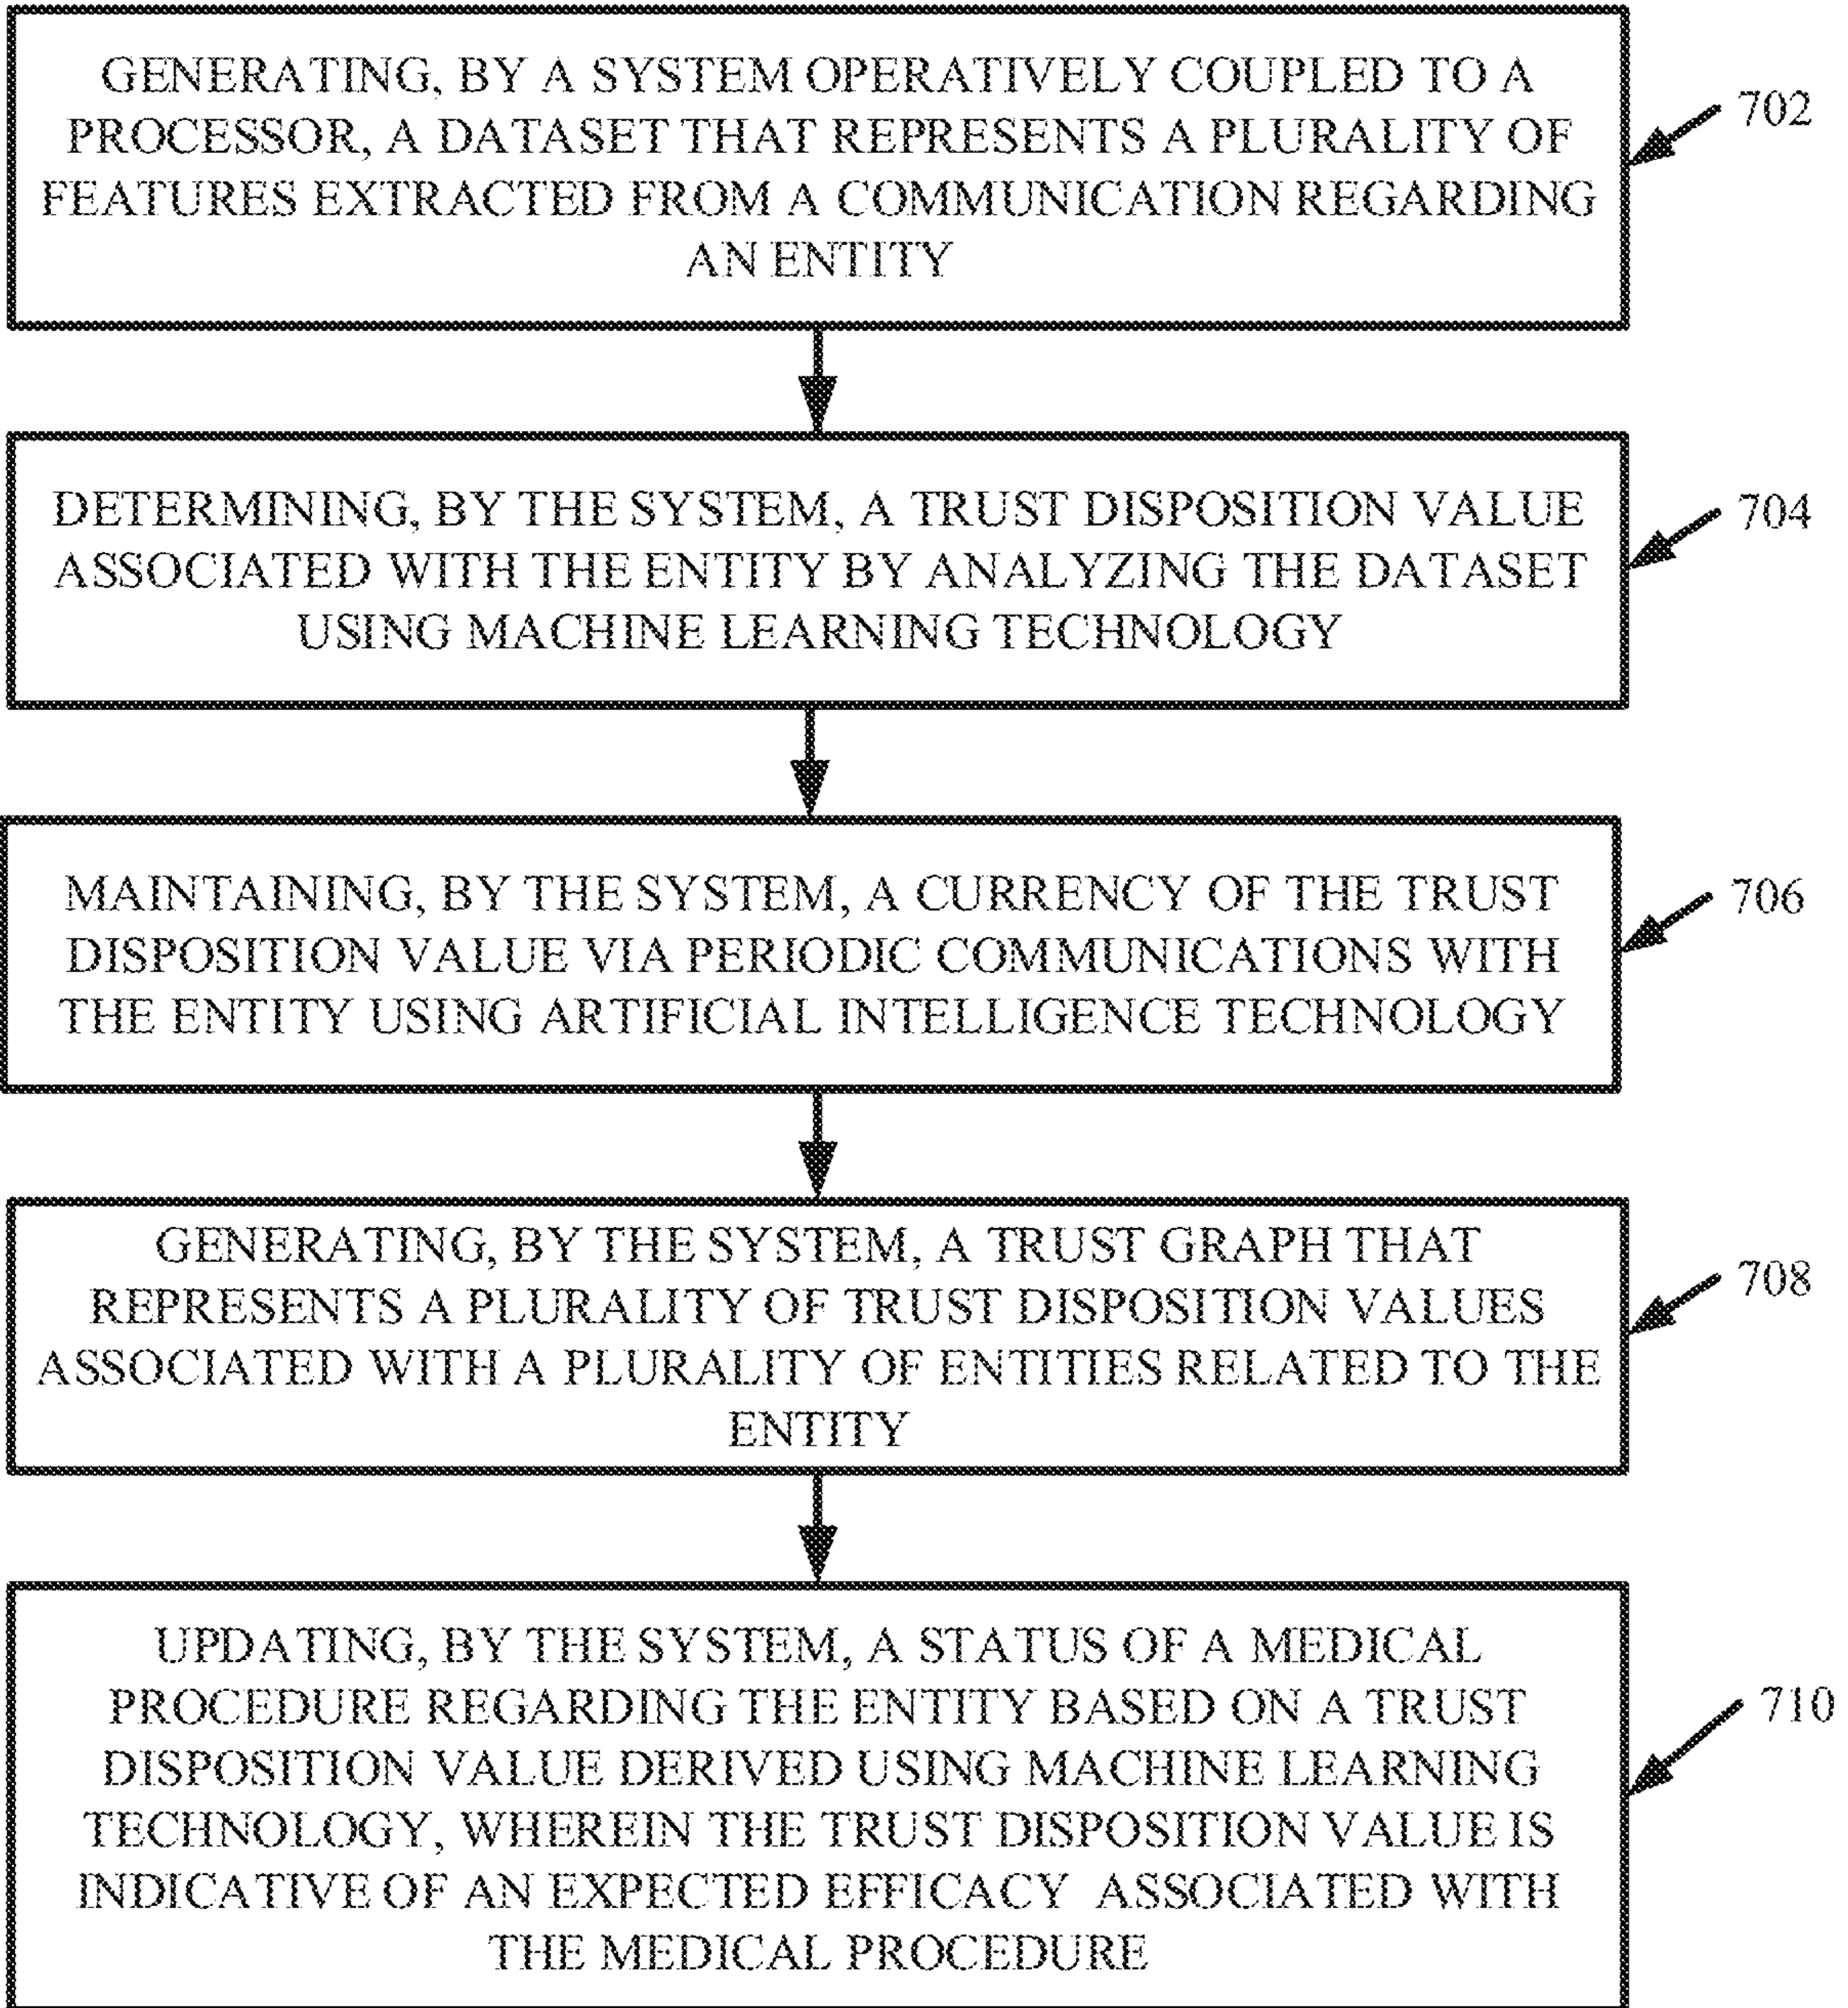 GENERATING, BY A SYSTEM OPERATIVELY COUPLED TO A
PROCESSOR, A DATASET THAT REPRESENTS A PLURALITY OF
FEATURES EXTRACTED FROM A COMMUNICATION REGARDING
AN ENTITY
702
DETERMINING, BY THE SYSTEM, A TRUST DISPOSITION VALUE
ASSOCIATED WITH THE ENTITY BY ANALYZING THE DATASET
USING MACHINE LEARNING TECHNOLOGY
704
MAINTAINING, BY THE SYSTEM, A CURRENCY OF THE TRUST
DISPOSITION VALUE VIA PERIODIC COMMUNICATIONS WITH
THE ENTITY USING ARTIFICIAL INTELLIGENCE TECHNOLOGY
706
GENERATING, BY THE SYSTEM, A TRUST GRAPH THAT
REPRESENTS A PLURALITY OF TRUST DISPOSITION VALUES
ASSOCIATED WITH A PLURALITY OF ENTITIES RELATED TO THE
ENTITY
708
UPDATING, BY THE SYSTEM, A STATUS OF A MEDICAL
PROCEDURE REGARDING THE ENTITY BASED ON A TRUST
DISPOSITION VALUE DERIVED USING MACHINE LEARNING
TECHNOLOGY, WHEREIN THE TRUST DISPOSITION VALUE IS
INDICATIVE OF AN EXPECTED EFFICACY ASSOCIATED WITH
THE MEDICAL PROCEDURE
710